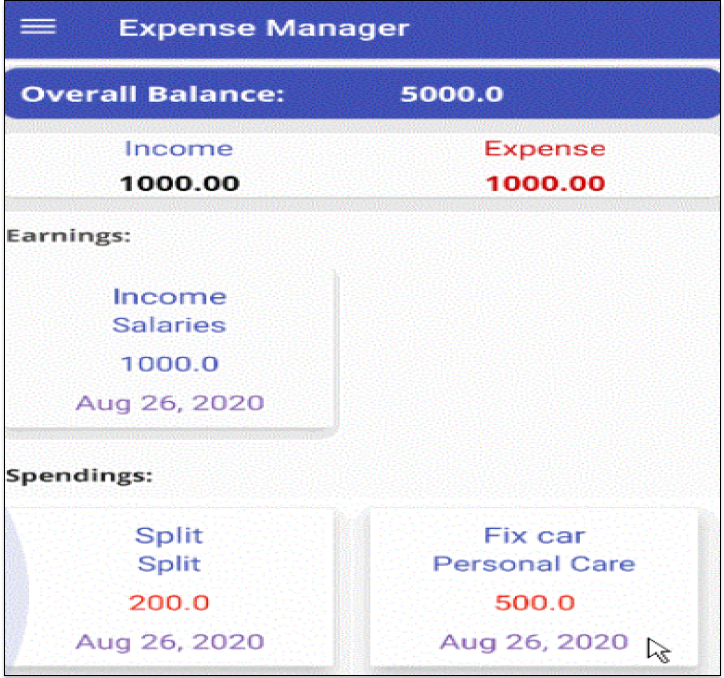 Expense Manager
Overall Balance: 5000.0
Income Expense
1000.00 1000.00
Earnings:
Income
Salaries
1000.0
Aug 26, 2020
Spendings:
Split
Split
200.0
Aug 26, 2020
Fix car
Personal Care
500.0
Aug 26, 2020